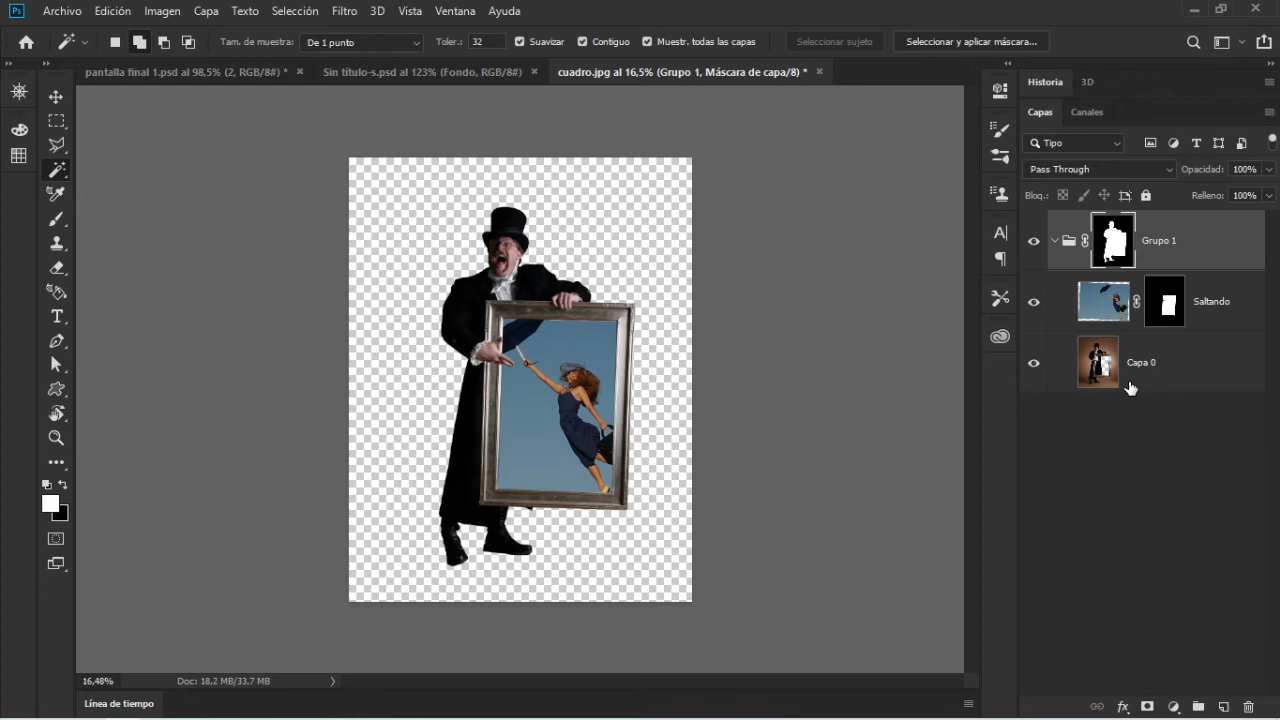 Ps Archivo Edición Imagen Capa Texto Selección Filtro 3D Vista Ventana Ayuda
Tam. de muestra: De 1 punto Toler.: 32 Suavizar Contiguo Muestr. todas las capas Seleccionar sujeto Seleccionar y aplicar máscara...
pantalla final 1.psd al 98,5% (2, RGB/8#) * Sin título-s.psd al 123% (Fondo, RGB/8#) cuadro.jpg al 16,5% (Grupo 1, Máscara de capa/8) *
Historia 3D
Capas Canales
Tipo
Pass Through Opacidad: 100%
Bloq.: Relleno: 100%
Grupo 1
Saltando
Capa 0
16,48% Doc: 18,2 MB/33,7 MB
Línea de tiempo